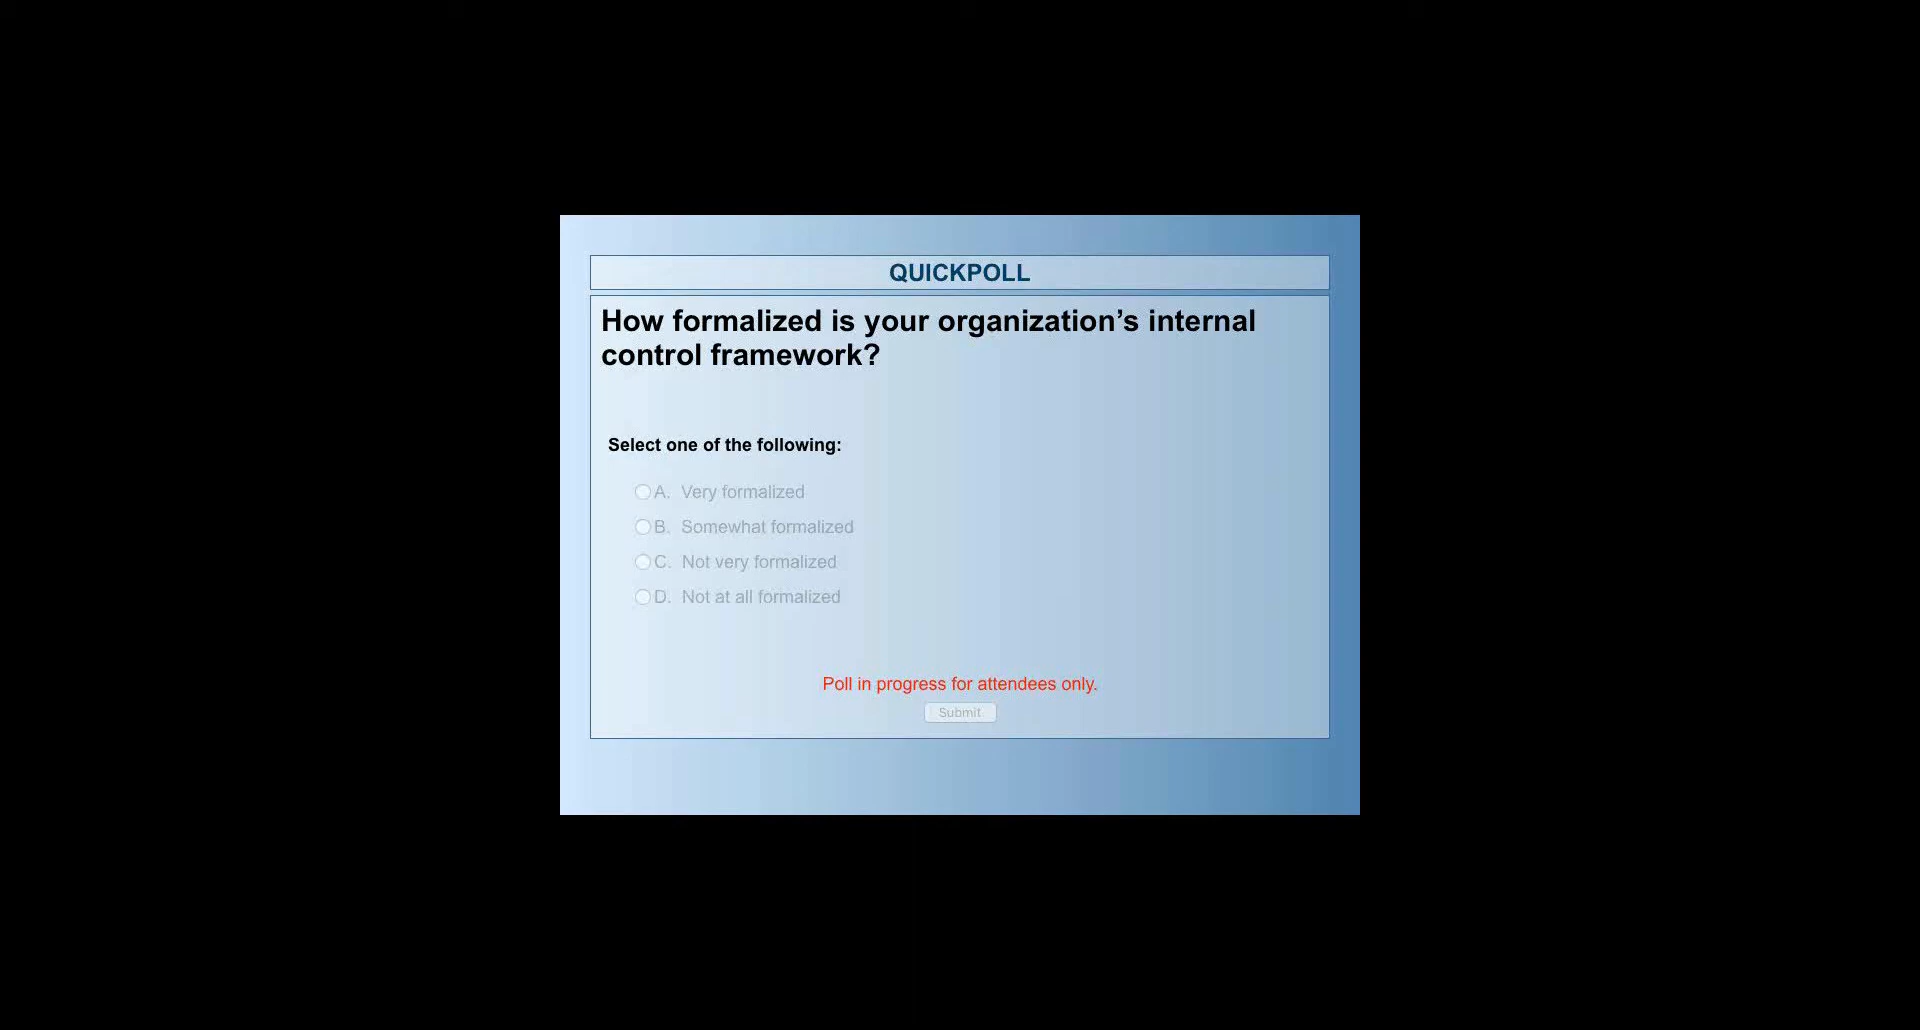 QUICKPOLL
How formalized is your organization’s internal
control framework?
Select one of the following:
A. Very formalized
B. Somewhat formalized
C. Not very formalized
D. Not at all formalized
Poll in progress for attendees only.
Submit